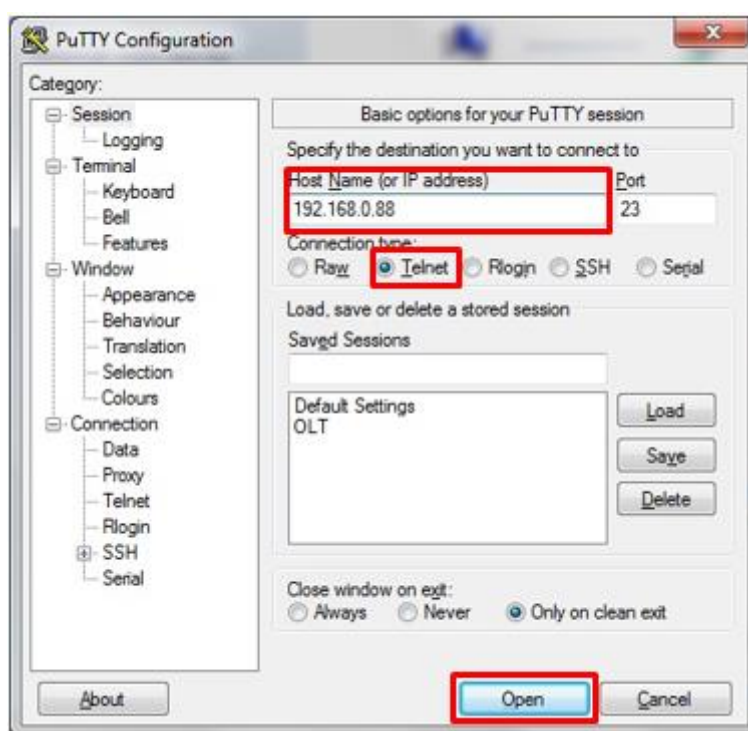 PuTTY Configuration
Category:
Session
Logging
Terminal
Keyboard
Bell
Features
Window
Appearance
Behaviour
Translation
Selection
Colours
Connection
Data
Proxy
Telnet
Rlogin
SSH
Serial
Basic options for your PuTTY session
Specify the destination you want to connect to
Host Name (or IP address) Port
192.168.0.88 23
Connection type:
Raw Telnet Rlogin SSH Serial
Load, save or delete a stored session
Saved Sessions
Default Settings
OLT
Load
Save
Delete
Close window on exit:
Always Never Only on clean exit
About Open Cancel